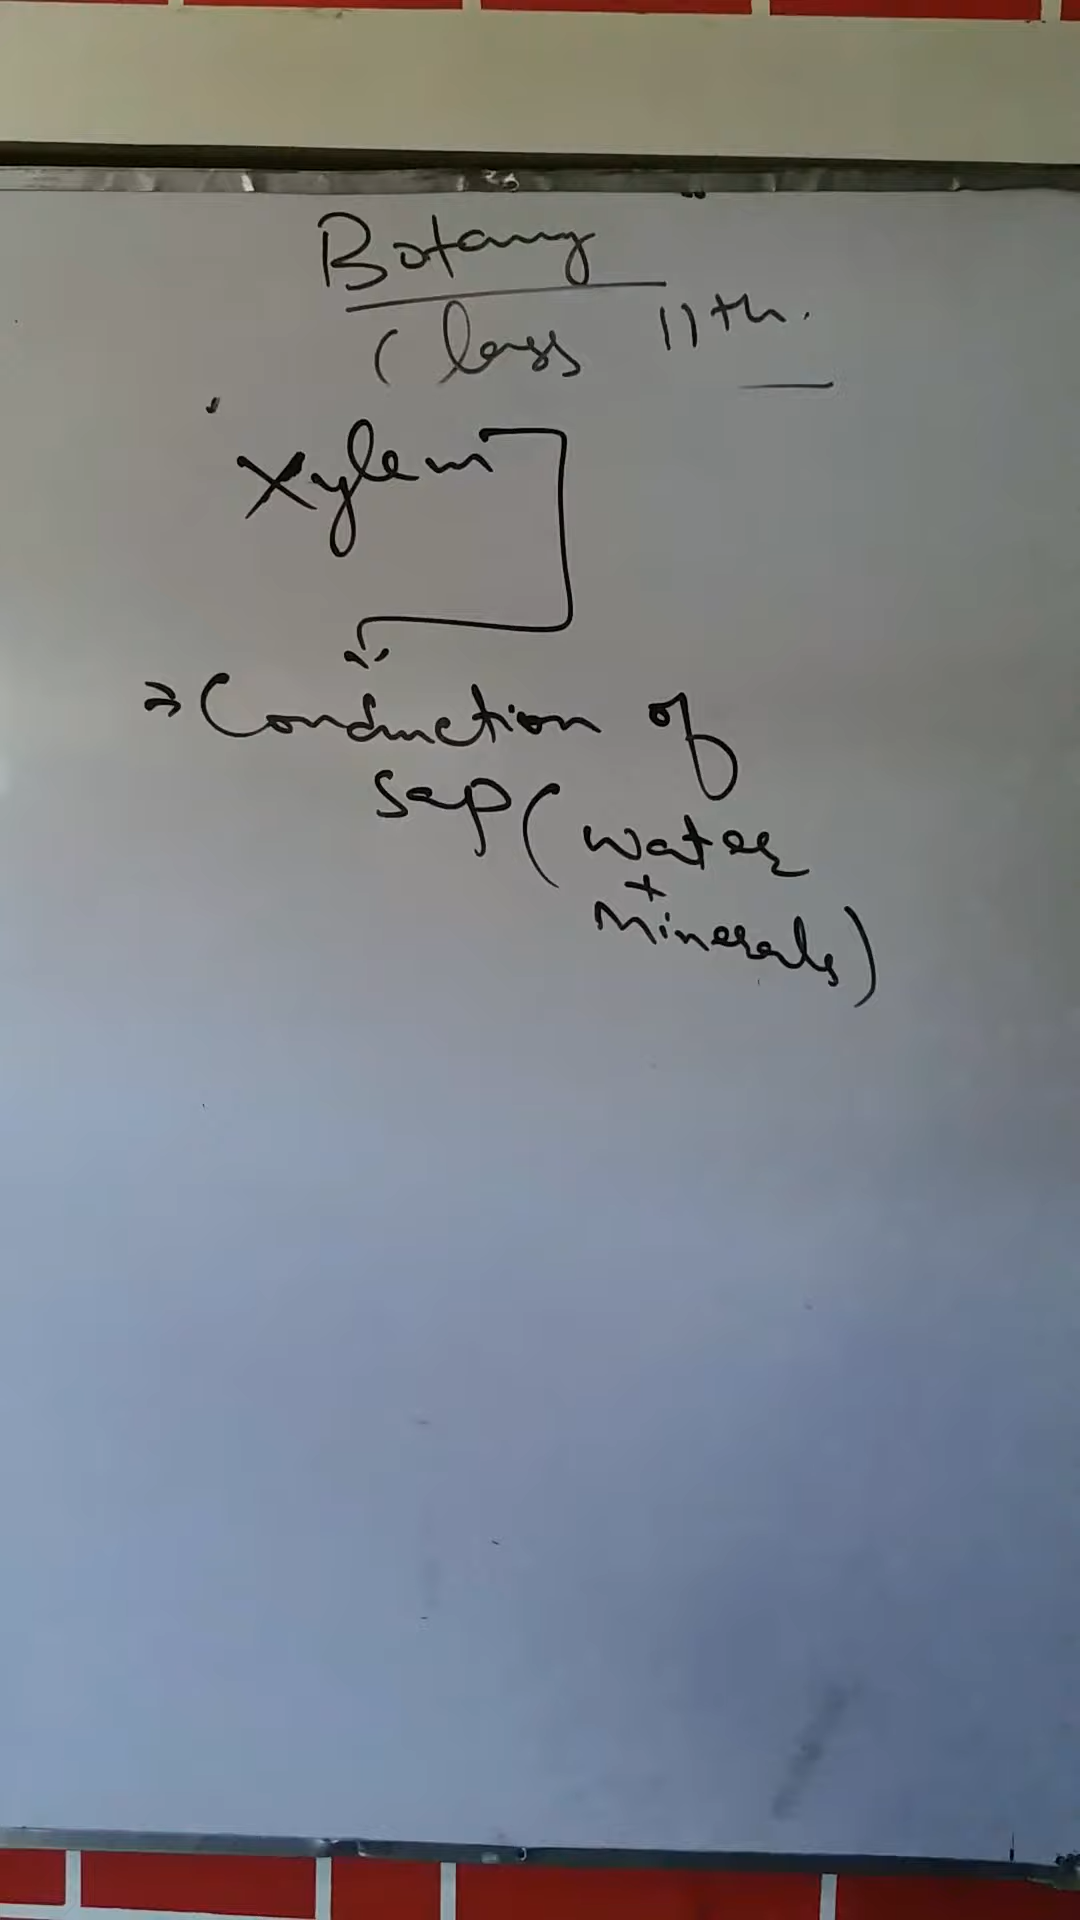 Botany
Class 11th.
Xylem
⇒ Conduction of
Sap (water
+
Minerals)